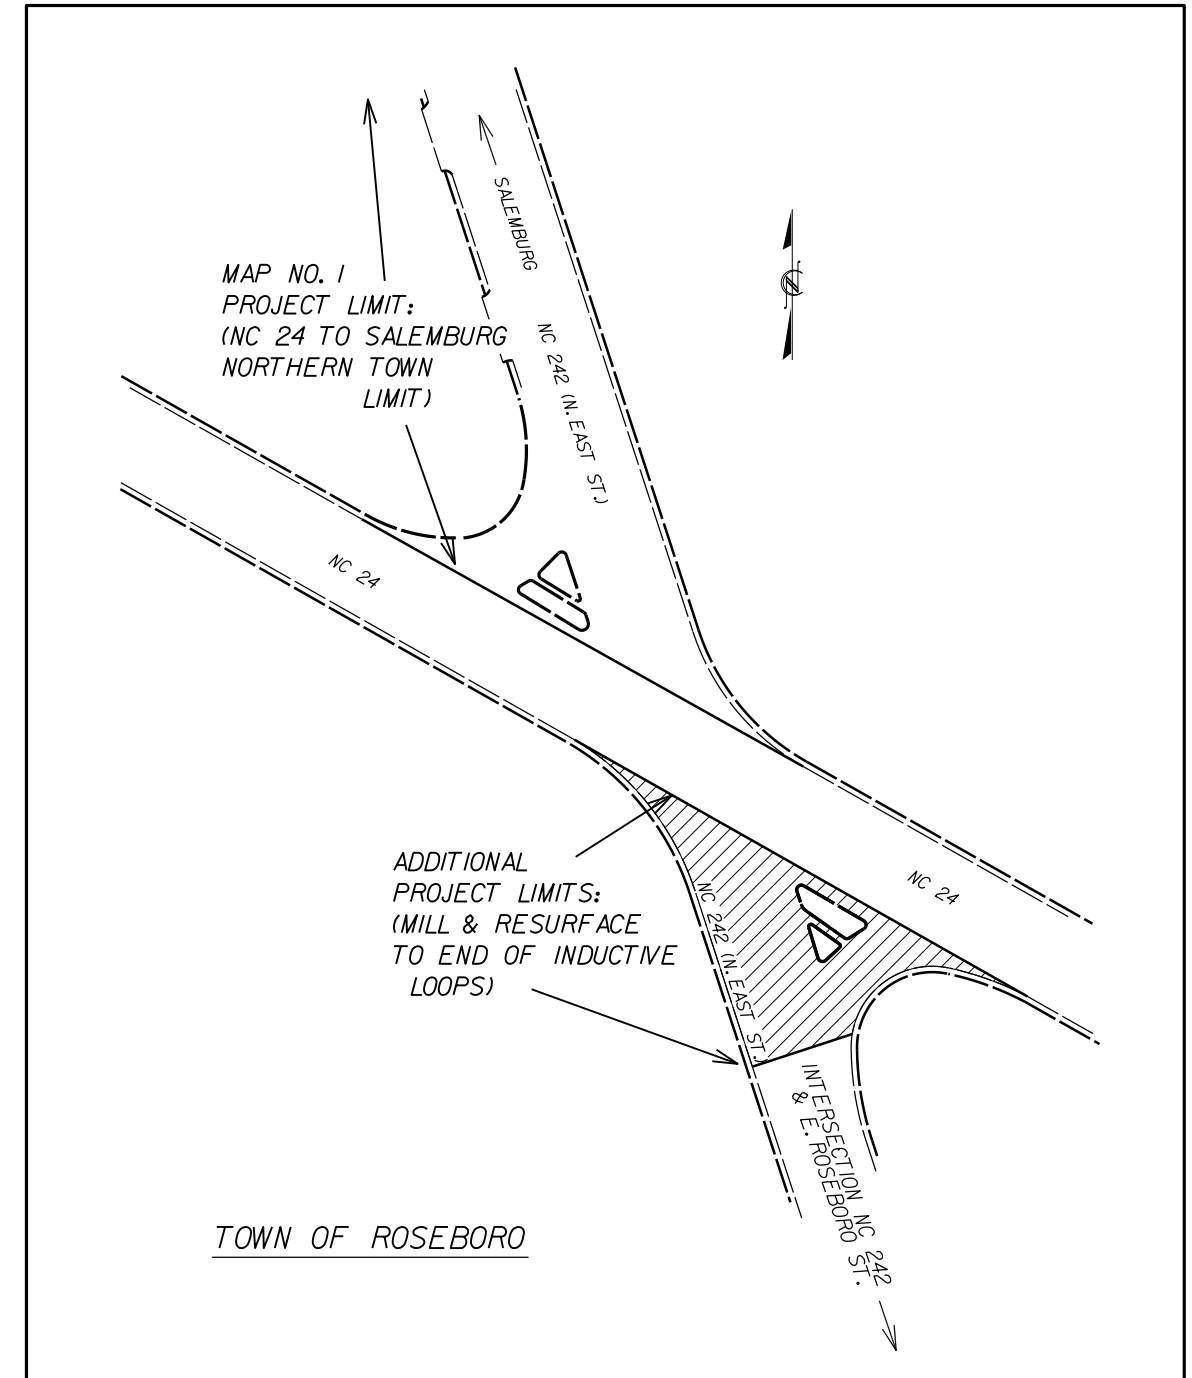 SALEMBURG
MAP NO. 1
PROJECT LIMIT:
(NC 24 TO SALEMBURG
NORTHERN TOWN
LIMIT)
NC 242 (N. EAST ST.)
N
NC 24
NC 24
ADDITIONAL
PROJECT LIMITS:
(MILL & RESURFACE
TO END OF INDUCTIVE
LOOPS)
NC 242 (N. EAST ST.)
INTERSECTION NC 242
& E. ROSEBORO ST.
TOWN OF ROSEBORO